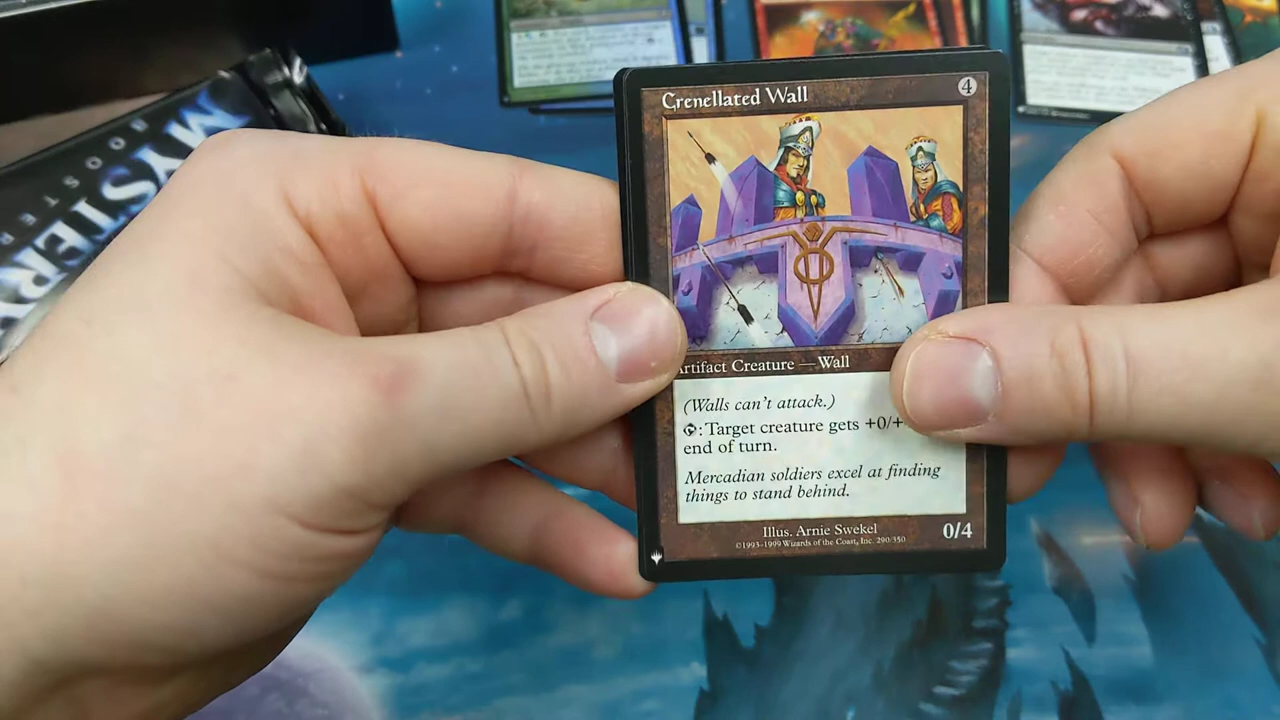 MYSTERY
BOOSTER
Crenellated Wall
4
Artifact Creature — Wall
(Walls can't attack.)
: Target creature gets +0/+
end of turn.
Mercadian soldiers excel at finding
things to stand behind.
Illus. Arnie Swekel
©1993-1999 Wizards of the Coast, Inc. 290/350
0/4